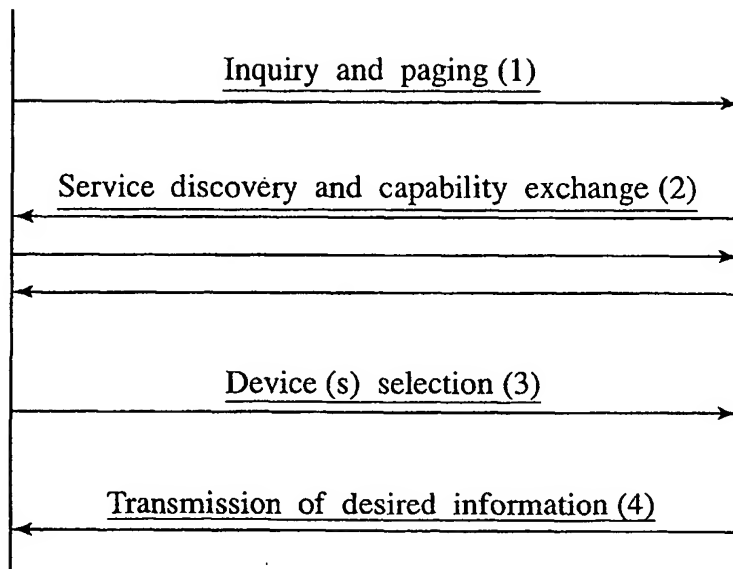 Inquiry and paging (1)
Service discovery and capability exchange (2)
Device (s) selection (3)
Transmission of desired information (4)